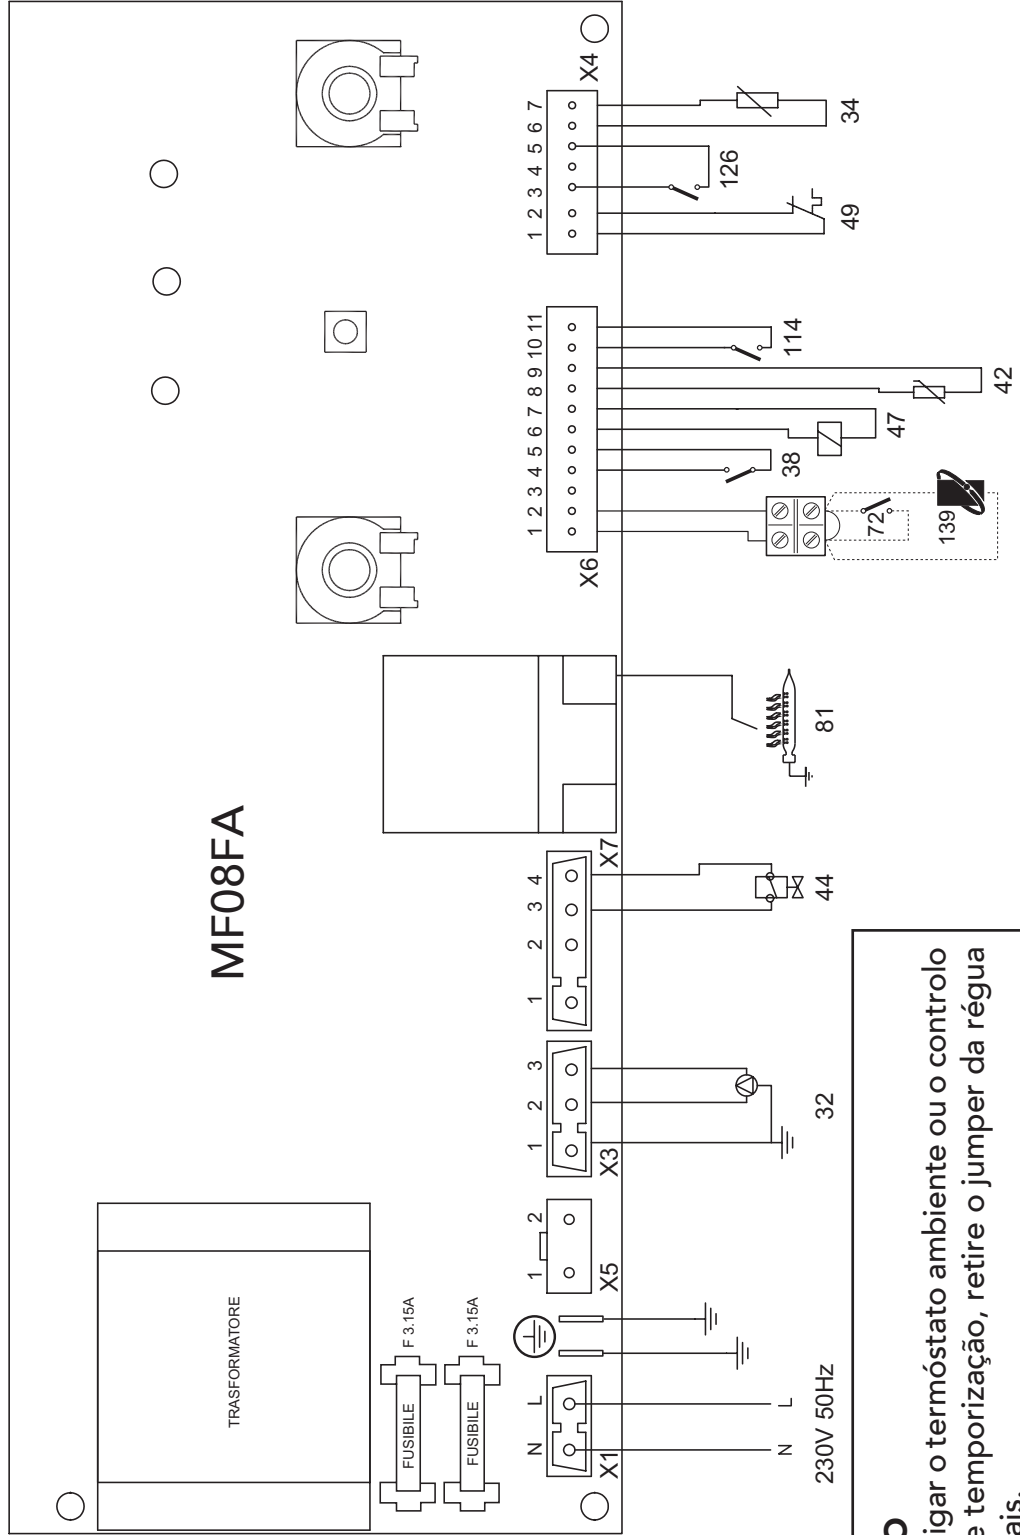 MF08FA
TRASFORMATORE
FUSIBILE F 3.15A
FUSIBILE F 3.15A
N L 1 2 1 2 3 1 2 3 4 1 2 3 4 5 6 7 8 9 10 11 1 2 3 4 5 6 7
X1 X5 X3 X7 X6 X4
N L
230V 50Hz
32
44
81
72
139
38
47
42
114
49
126
34
o
igar o termóstato ambiente ou o controlo
e temporização, retire o jumper da régua
ais.